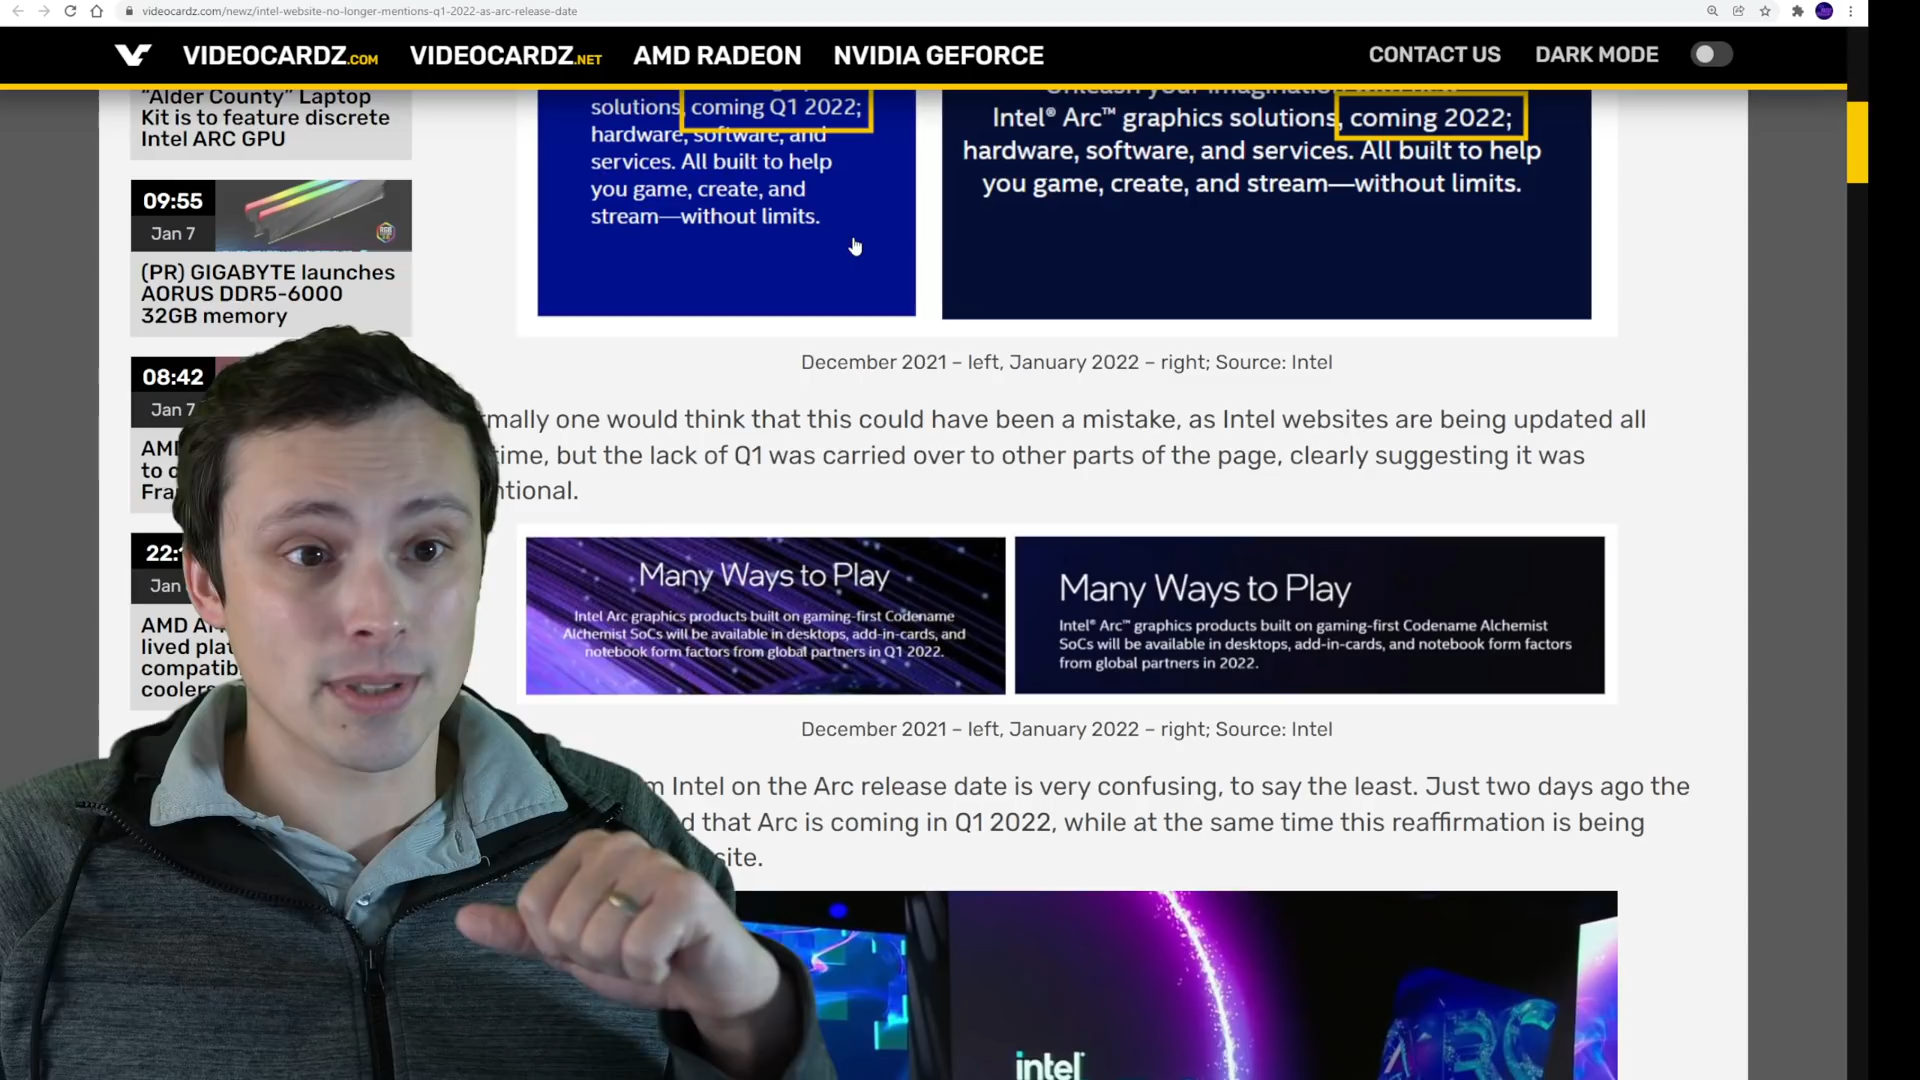 videocardz.com/newz/intel-website-no-longer-mentions-q1-2022-as-arc-release-date
VIDEOCARDZ.COM VIDEOCARDZ.NET AMD RADEON NVIDIA GEFORCE CONTACT US DARK MODE
"Alder County" Laptop
Kit is to feature discrete
Intel ARC GPU
09:55
Jan 7
(PR) GIGABYTE launches
AORUS DDR5-6000
32GB memory
08:42
Jan 7
to
AMD
lived
coolers
solutions, coming Q1 2022;
hardware, software, and
services. All built to help
you game, create, and
stream—without limits.
Unleash your imagination
Intel® Arc™ graphics solutions, coming 2022;
hardware, software, and services. All built to help
you game, create, and stream—without limits.
December 2021 – left, January 2022 – right; Source: Intel
one would think that this could have been a mistake, as Intel websites are being updated all
time, but the lack of Q1 was carried over to other parts of the page, clearly suggesting it was
Many Ways to Play
Intel Arc graphics products built on gaming-first Codename
Alchemist SoCs will be available in desktops, add-in-cards, and
notebook form factors from global partners in Q1 2022.
Many Ways to Play
Intel® Arc™ graphics products built on gaming-first Codename Alchemist
SoCs will be available in desktops, add-in-cards, and notebook form factors
from global partners in 2022.
December 2021 – left, January 2022 – right; Source: Intel
Intel on the Arc release date is very confusing, to say the least. Just two days ago the
that Arc is coming in Q1 2022, while at the same time this reaffirmation is being
intel
ARC